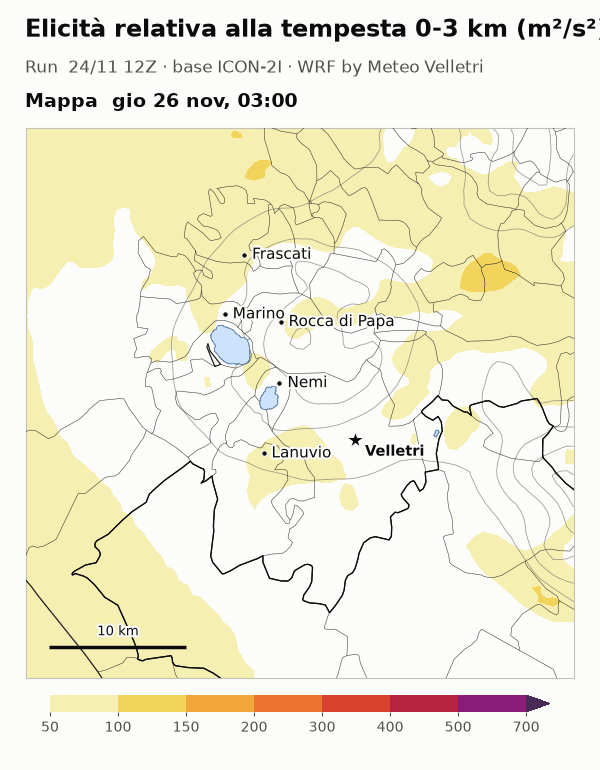 Elicità relativa alla tempesta 0-3 km (m²/s²)
Run  24/11 12Z · base ICON-2I · WRF by Meteo Velletri
Mappa  gio 26 nov, 03:00
Frascati
Marino
Rocca di Papa
Nemi
Velletri
Lanuvio
10 km
50 100 150 200 300 400 500 700